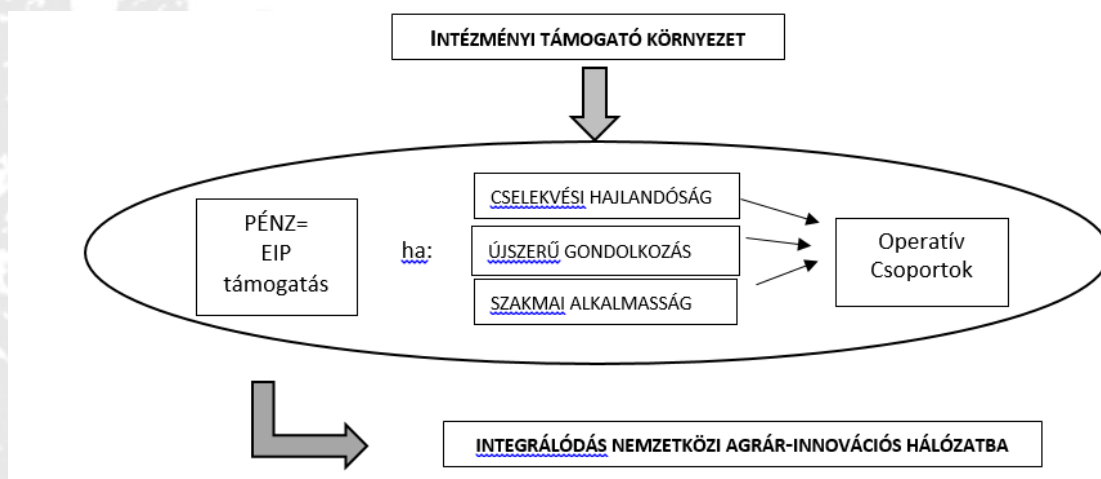 INTÉZMÉNYI TÁMOGATÓ KÖRNYEZET
PÉNZ=
EIP
támogatás
ha:
CSELEKVÉSI HAJLANDÓSÁG
ÚJSZERŰ GONDOLKOZÁS
SZAKMAI ALKALMASSÁG
Operatív
Csoportok
INTEGRÁLÓDÁS NEMZETKÖZI AGRÁR-INNOVÁCIÓS HÁLÓZATBA